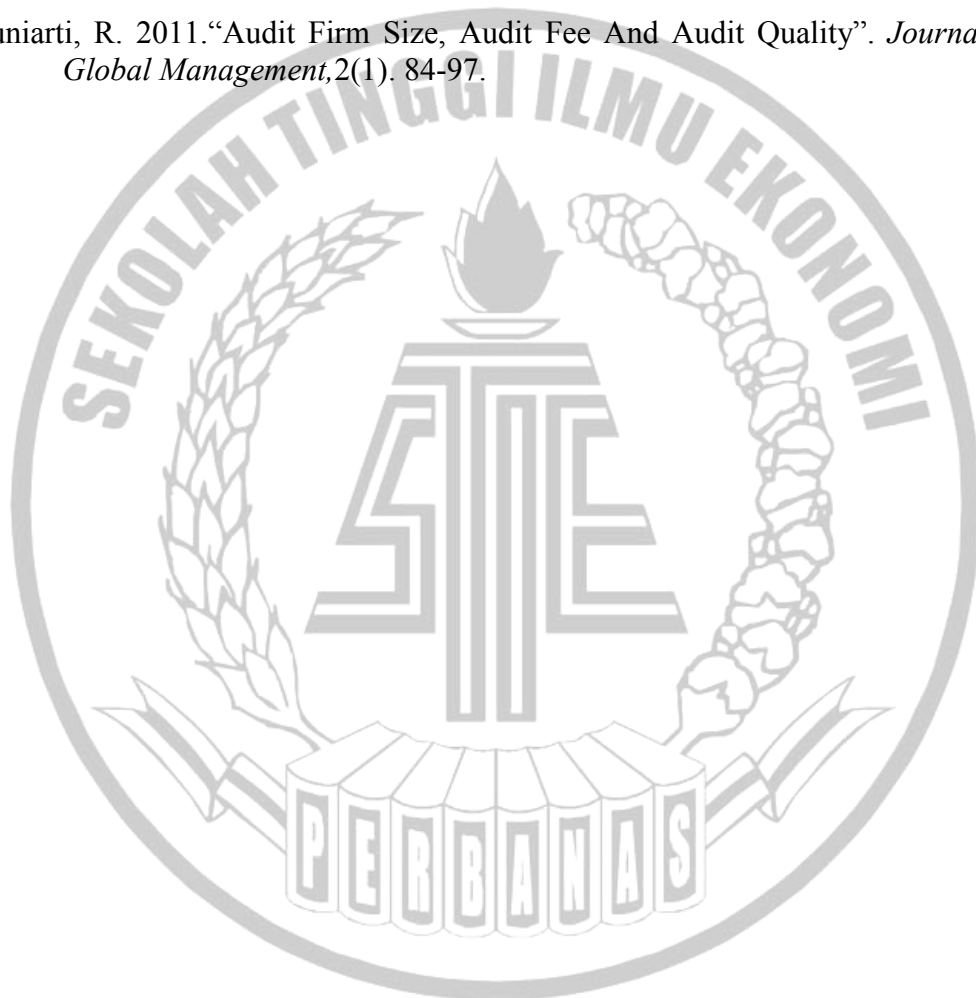 uniarti, R. 2011.“Audit Firm Size, Audit Fee And Audit Quality”. Journa
Global Management,2(1). 84-97.
SEKOLAH TINGGI ILMU EKONOMI
STIE
PERBANAS